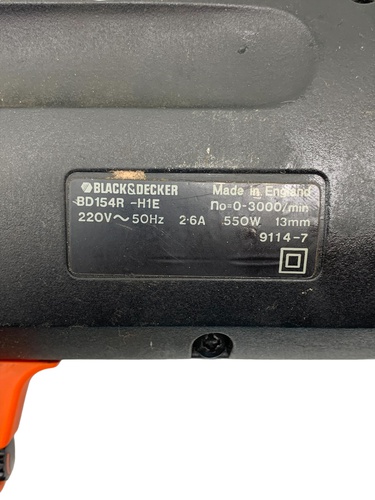 BLACK&DECKER Made in England
BD154R -H1E no=0-3000/min
220V~50Hz 2·6A 550W 13mm
9114-7